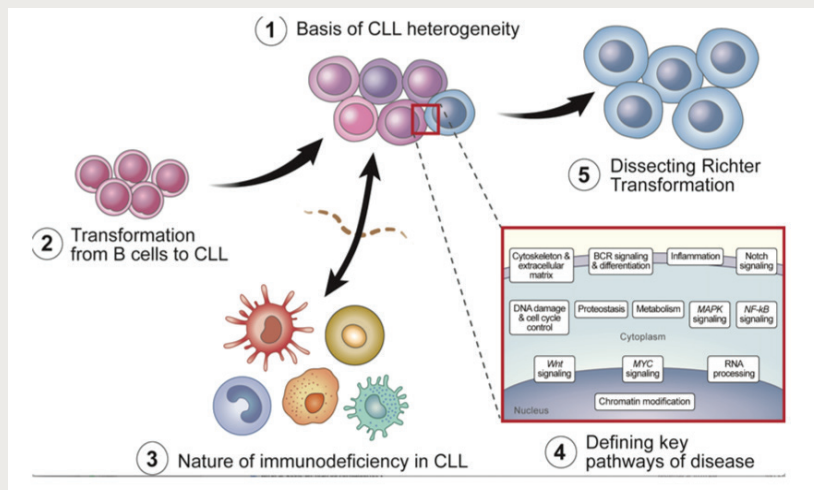 1 Basis of CLL heterogeneity
2 Transformation
from B cells to CLL
3 Nature of immunodeficiency in CLL
4 Defining key
pathways of disease
5 Dissecting Richter
Transformation
Cytoskeleton &
extracellular
matrix
BCR signaling
& differentiation
Inflammation
Notch
signaling
DNA damage
& cell cycle
control
Proteostasis
Metabolism
MAPK
signaling
NF-kB
signaling
Cytoplasm
Wnt
signaling
MYC
signaling
RNA
processing
Chromatin modification
Nucleus